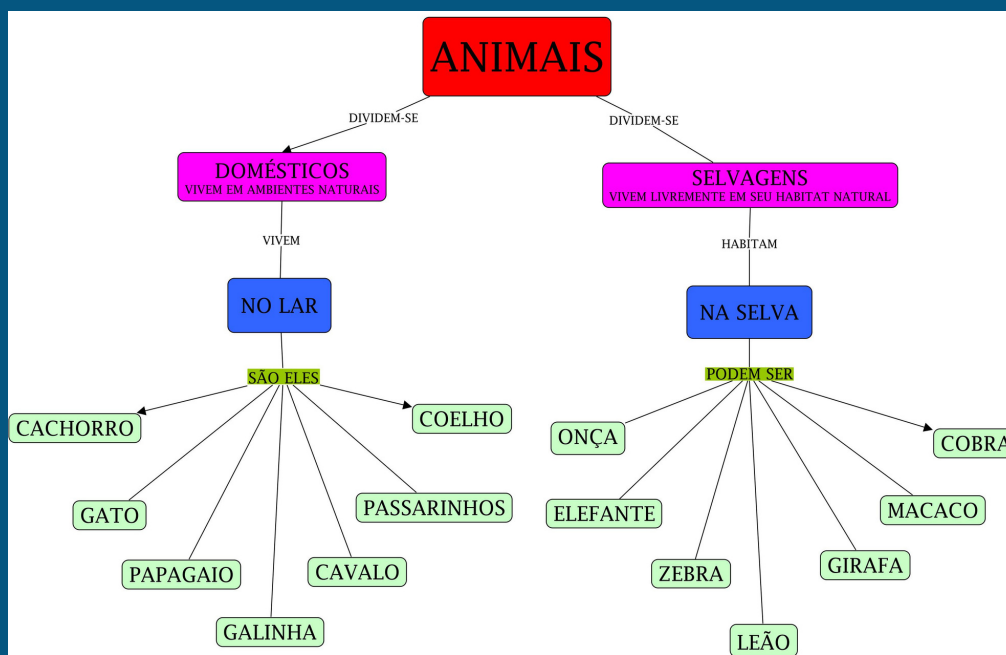 ANIMAIS
DIVIDEM-SE
DIVIDEM-SE
DOMÉSTICOS
VIVEM EM AMBIENTES NATURAIS
SELVAGENS
VIVEM LIVREMENTE EM SEU HABITAT NATURAL
VIVEM
HABITAM
NO LAR
NA SELVA
SÃO ELES
PODEM SER
CACHORRO
GATO
PAPAGAIO
GALINHA
CAVALO
PASSARINHOS
COELHO
ONÇA
ELEFANTE
ZEBRA
LEÃO
GIRAFA
MACACO
COBRA